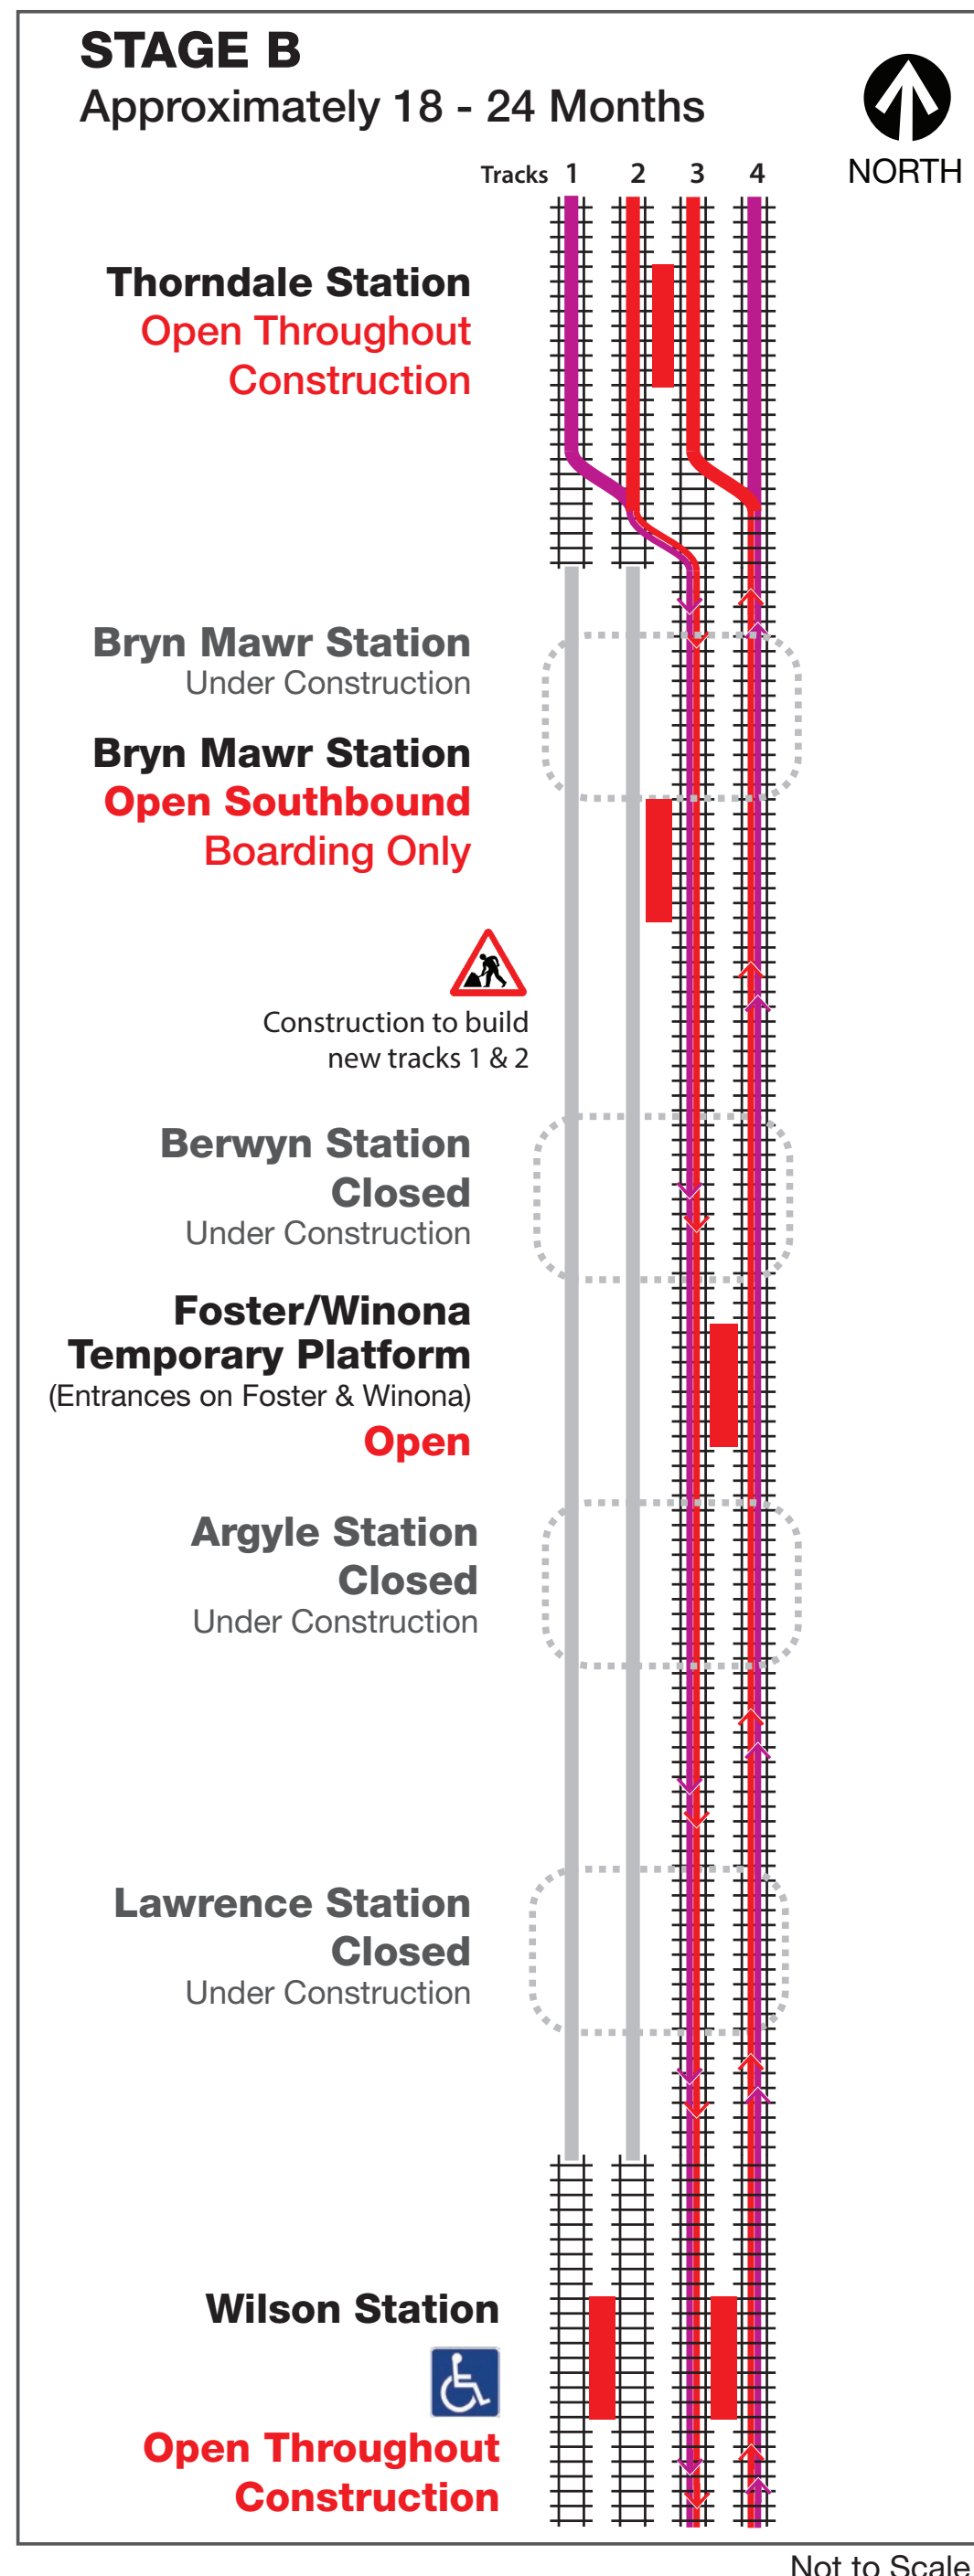 STAGE B
Approximately 18 - 24 Months
NORTH
Tracks 1 2 3 4
Thorndale Station
Open Throughout
Construction
Bryn Mawr Station
Under Construction
Bryn Mawr Station
Open Southbound
Boarding Only
Construction to build
new tracks 1 & 2
Berwyn Station
Closed
Under Construction
Foster/Winona
Temporary Platform
(Entrances on Foster & Winona)
Open
Argyle Station
Closed
Under Construction
Lawrence Station
Closed
Under Construction
Wilson Station
Open Throughout
Construction
Not to Scale